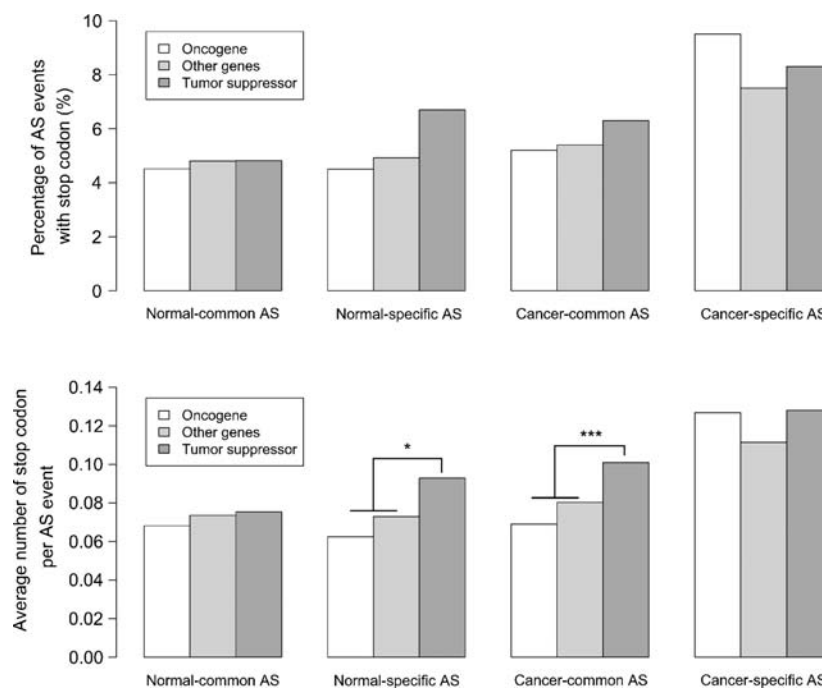 Percentage of AS events
with stop codon (%)
10
8
6
4
2
0
Oncogene
Other genes
Tumor suppressor
Normal-common AS
Normal-specific AS
Cancer-common AS
Cancer-specific AS
Average number of stop codon
per AS event
0.14
0.12
0.10
0.08
0.06
0.04
0.02
0.00
Oncogene
Other genes
Tumor suppressor
*
***
Normal-common AS
Normal-specific AS
Cancer-common AS
Cancer-specific AS